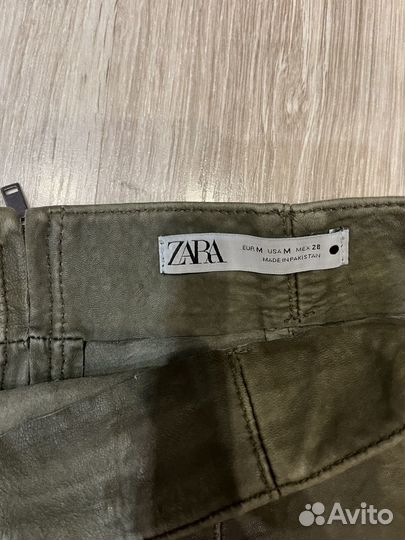 ZARA
EUR M USA M MEX 28
MADE IN PAKISTAN
Avito